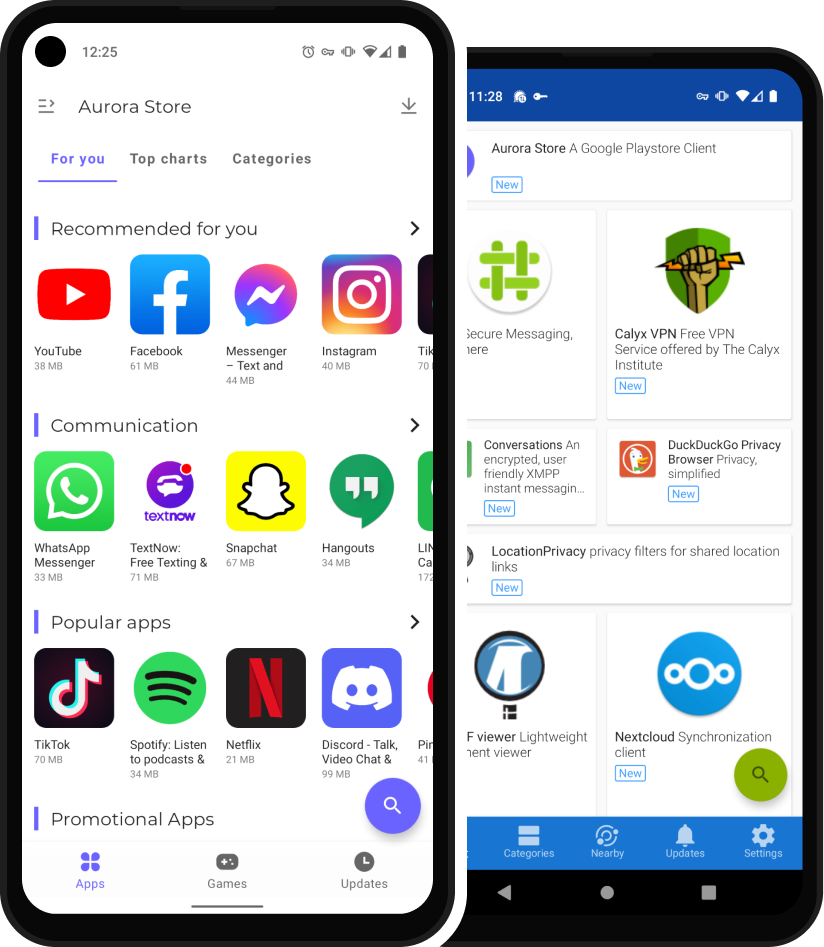 12:25
Aurora Store
For you
Top charts
Categories
Recommended for you
YouTube
38 MB
Facebook
61 MB
Messenger
– Text and
44 MB
Instagram
40 MB
Tik
70
Communication
WhatsApp
Messenger
33 MB
textnow
TextNow:
Free Texting &
71 MB
Snapchat
67 MB
Hangouts
34 MB
LIN
Ca
172
Popular apps
TikTok
70 MB
Spotify: Listen
to podcasts &
34 MB
Netflix
21 MB
Discord - Talk,
Video Chat &
99 MB
Pin
41
Promotional Apps
Apps
Games
Updates
11:28
Aurora Store A Google Playstore Client
New
Secure Messaging,
here
Calyx VPN Free VPN
Service offered by The Calyx
Institute
New
Conversations An
encrypted, user
friendly XMPP
instant messagin...
New
DuckDuckGo Privacy
Browser Privacy,
simplified
New
LocationPrivacy privacy filters for shared location
links
New
F viewer Lightweight
ment viewer
Nextcloud Synchronization
client
New
Categories
Nearby
Updates
Settings